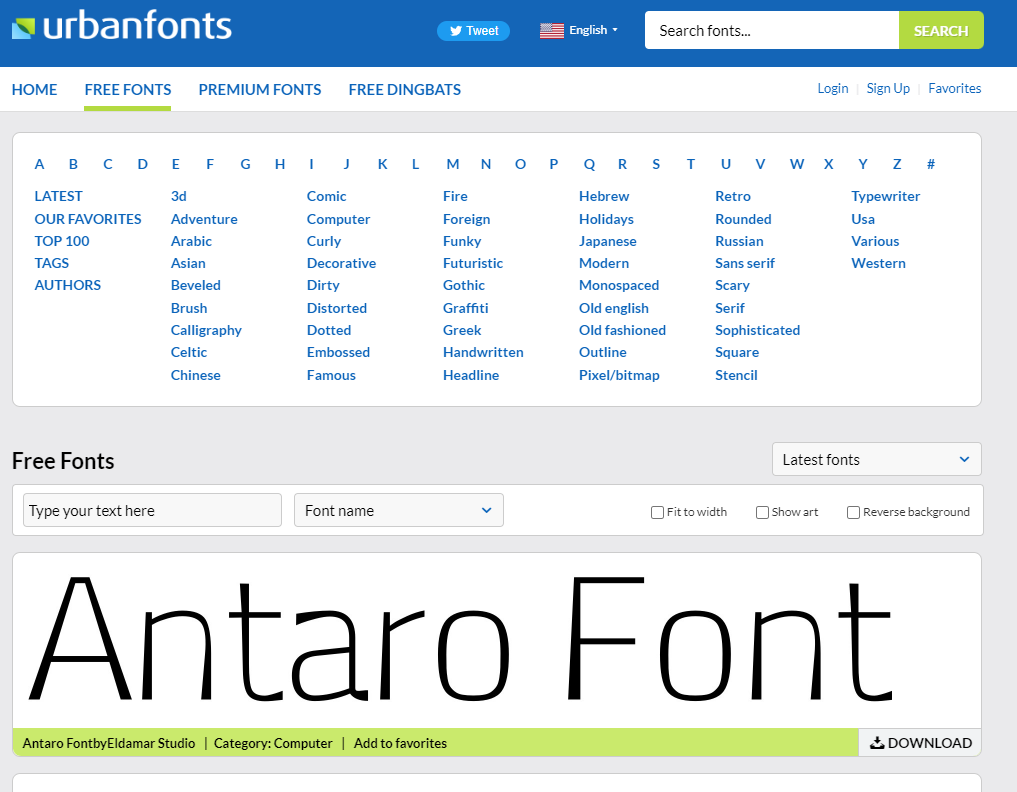 urbanfonts
Tweet
English
Search fonts...
SEARCH
HOME FREE FONTS PREMIUM FONTS FREE DINGBATS
Login Sign Up Favorites
A B C D E F G H I J K L M N O P Q R S T U V W X Y Z #
LATEST 3d Comic Fire Hebrew Retro Typewriter
OUR FAVORITES Adventure Computer Foreign Holidays Rounded Usa
TOP 100 Arabic Curly Funky Japanese Russian Various
TAGS Asian Decorative Futuristic Modern Sans serif Western
AUTHORS Beveled Dirty Gothic Monospaced Scary
Brush Distorted Graffiti Old english Serif
Calligraphy Dotted Greek Old fashioned Sophisticated
Celtic Embossed Handwritten Outline Square
Chinese Famous Headline Pixel/bitmap Stencil
Free Fonts
Latest fonts
Type your text here
Font name
Fit to width Show art Reverse background
Antaro Font
Antaro FontbyEldamar Studio | Category: Computer | Add to favorites
DOWNLOAD